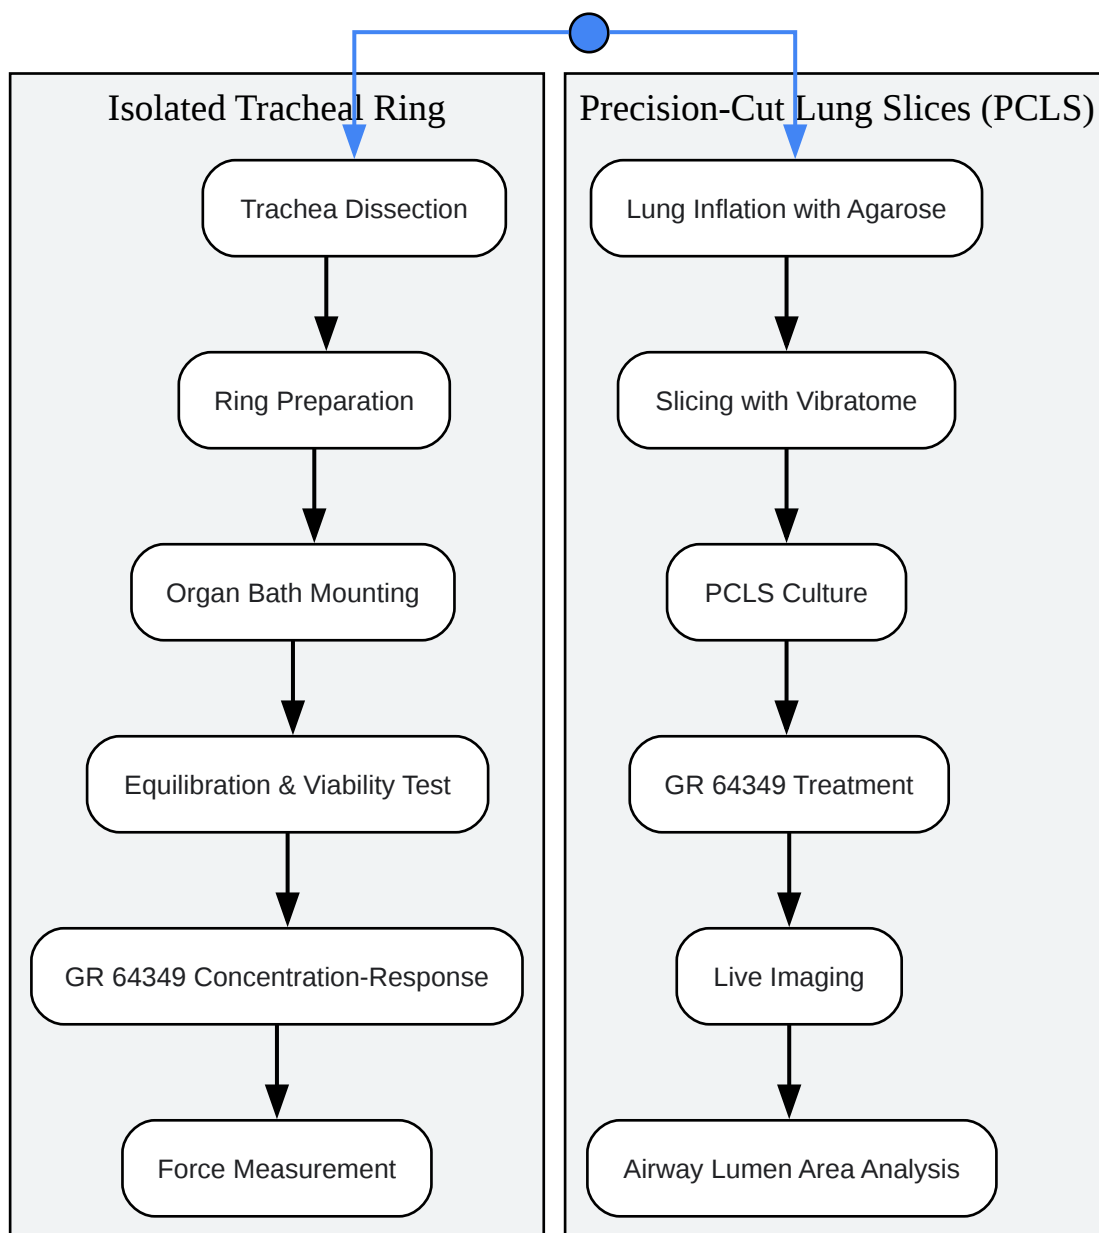 Isolated Tracheal Ring
Trachea Dissection
Ring Preparation
Organ Bath Mounting
Equilibration & Viability Test
GR 64349 Concentration-Response
Force Measurement
Precision-Cut Lung Slices (PCLS)
Lung Inflation with Agarose
Slicing with Vibratome
PCLS Culture
GR 64349 Treatment
Live Imaging
Airway Lumen Area Analysis